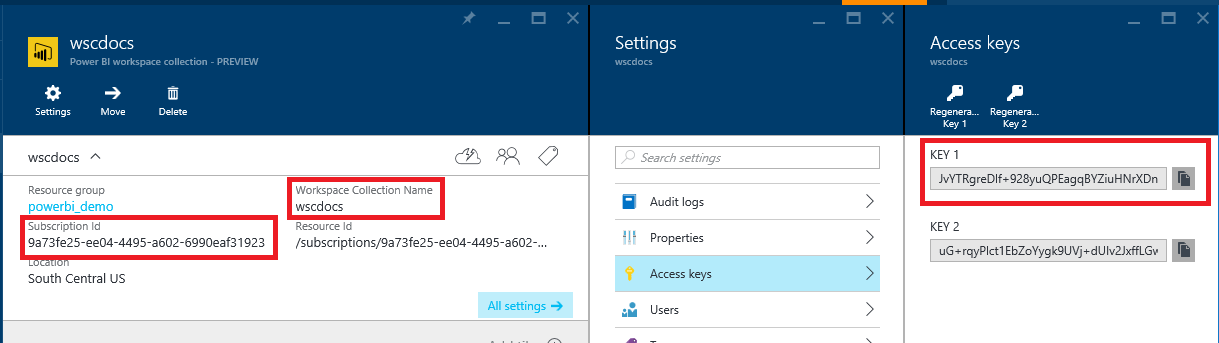 wscdocs
Power BI workspace collection - PREVIEW
Settings
Move
Delete
wscdocs
Resource group
powerbi_demo
Workspace Collection Name
wscdocs
Subscription Id
9a73fe25-ee04-4495-a602-6990eaf31923
Resource Id
/subscriptions/9a73fe25-ee04-4495-a602-...
Location
South Central US
All settings →
Settings
wscdocs
Search settings
Audit logs
Properties
Access keys
Users
Access keys
wscdocs
Regenera...
Key 1
Regenera...
Key 2
KEY 1
JvYTRgreDlf+928yuQPEagqBYZiuHNrXDn
KEY 2
uG+rqyPlct1EbZoYygk9UVj+dUlv2JxffLGw